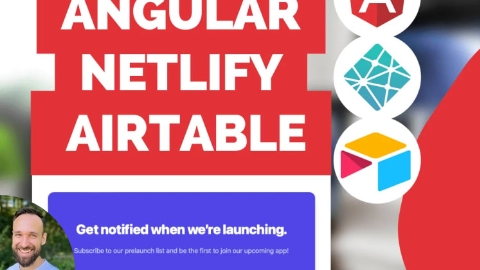 ANGULAR
NETLIFY
AIRTABLE
Get notified when we're launching.
Subscribe to our prelaunch list and be the first to join our upcoming app!